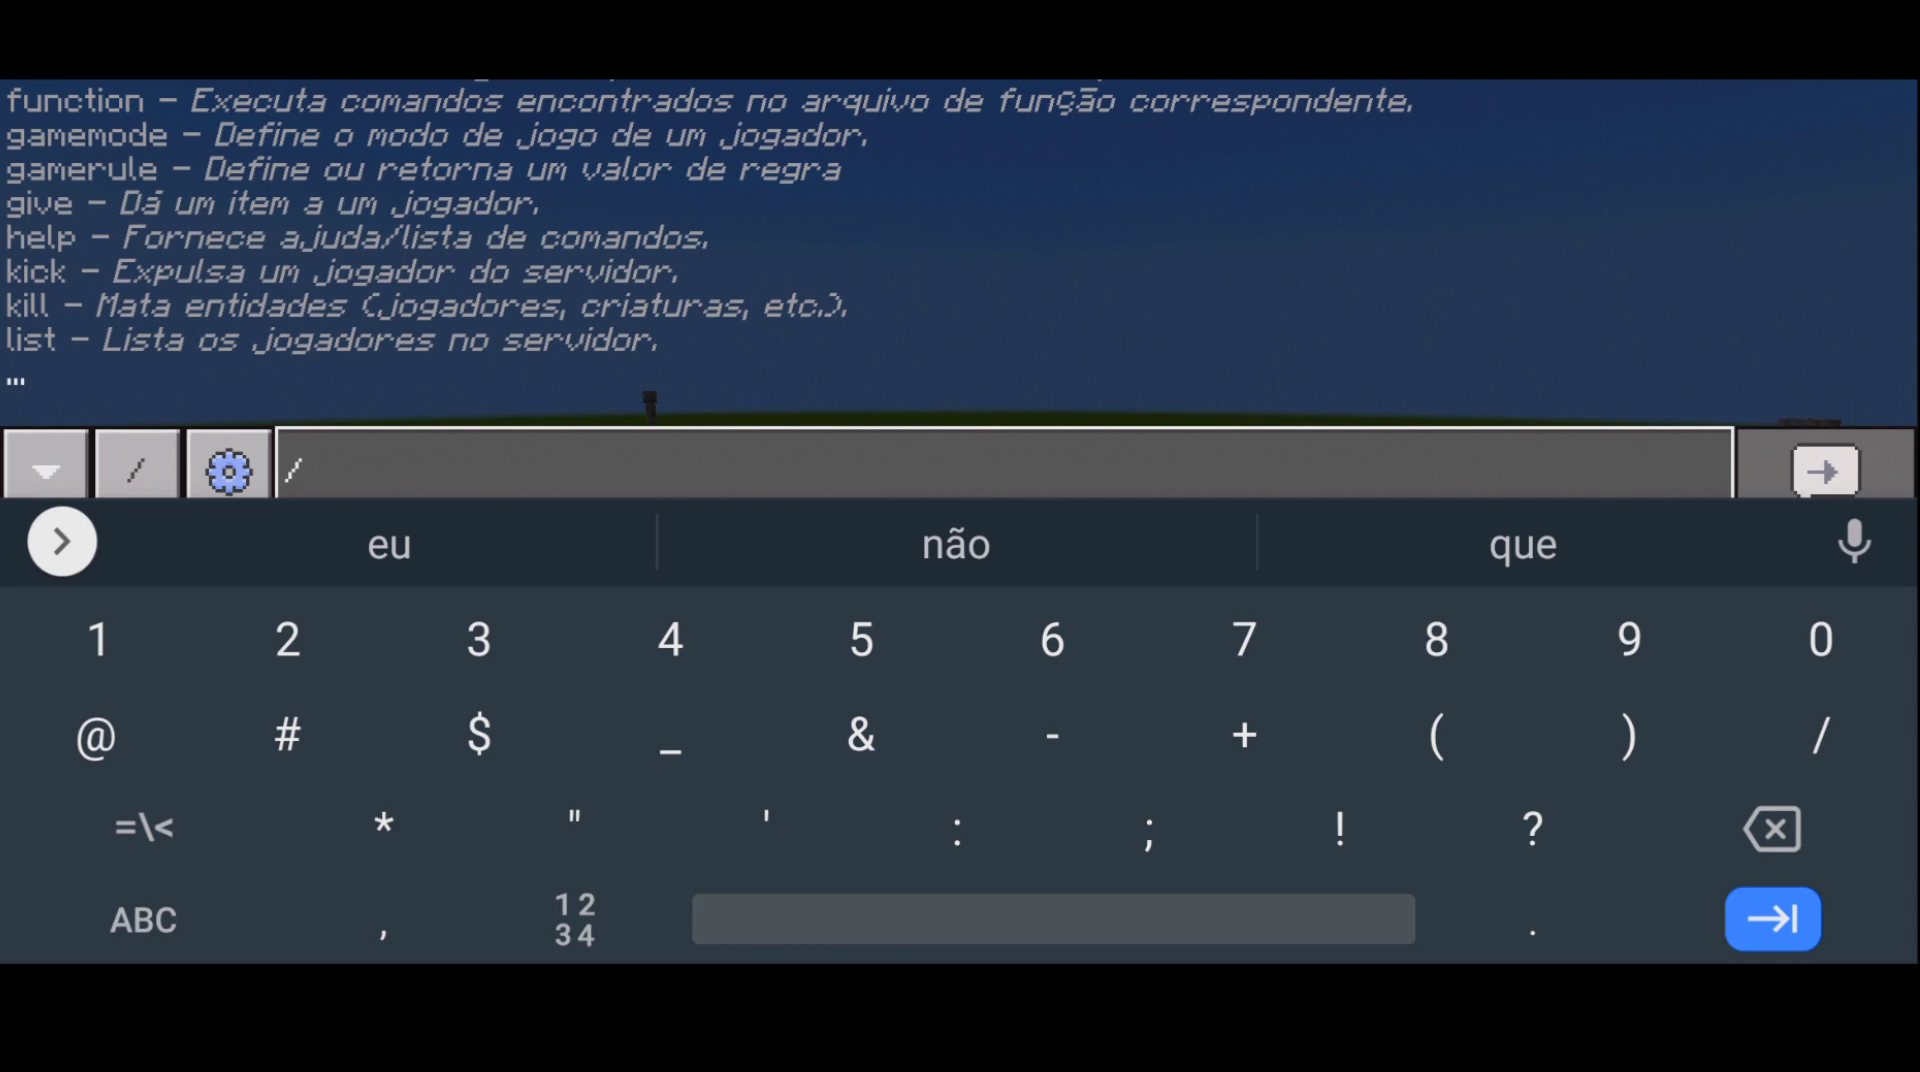 function - Executa comandos encontrados no arquivo de função correspondente.
gamemode - Define o modo de jogo de um jogador.
gamerule - Define ou retorna um valor de regra
give - Dá um item a um jogador.
help - Fornece ajuda/lista de comandos.
kick - Expulsa um jogador do servidor.
kill - Mata entidades (jogadores, criaturas, etc.).
list - Lista os jogadores no servidor.
...
/ /
eu não que
1 2 3 4 5 6 7 8 9 0
@ # $ _ & - + ( ) /
=\< * " ' : ; ! ?
ABC , 12 34 .